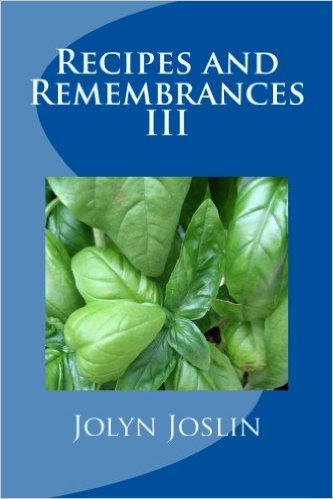 Recipes and
Remembrances
III
Jolyn Joslin